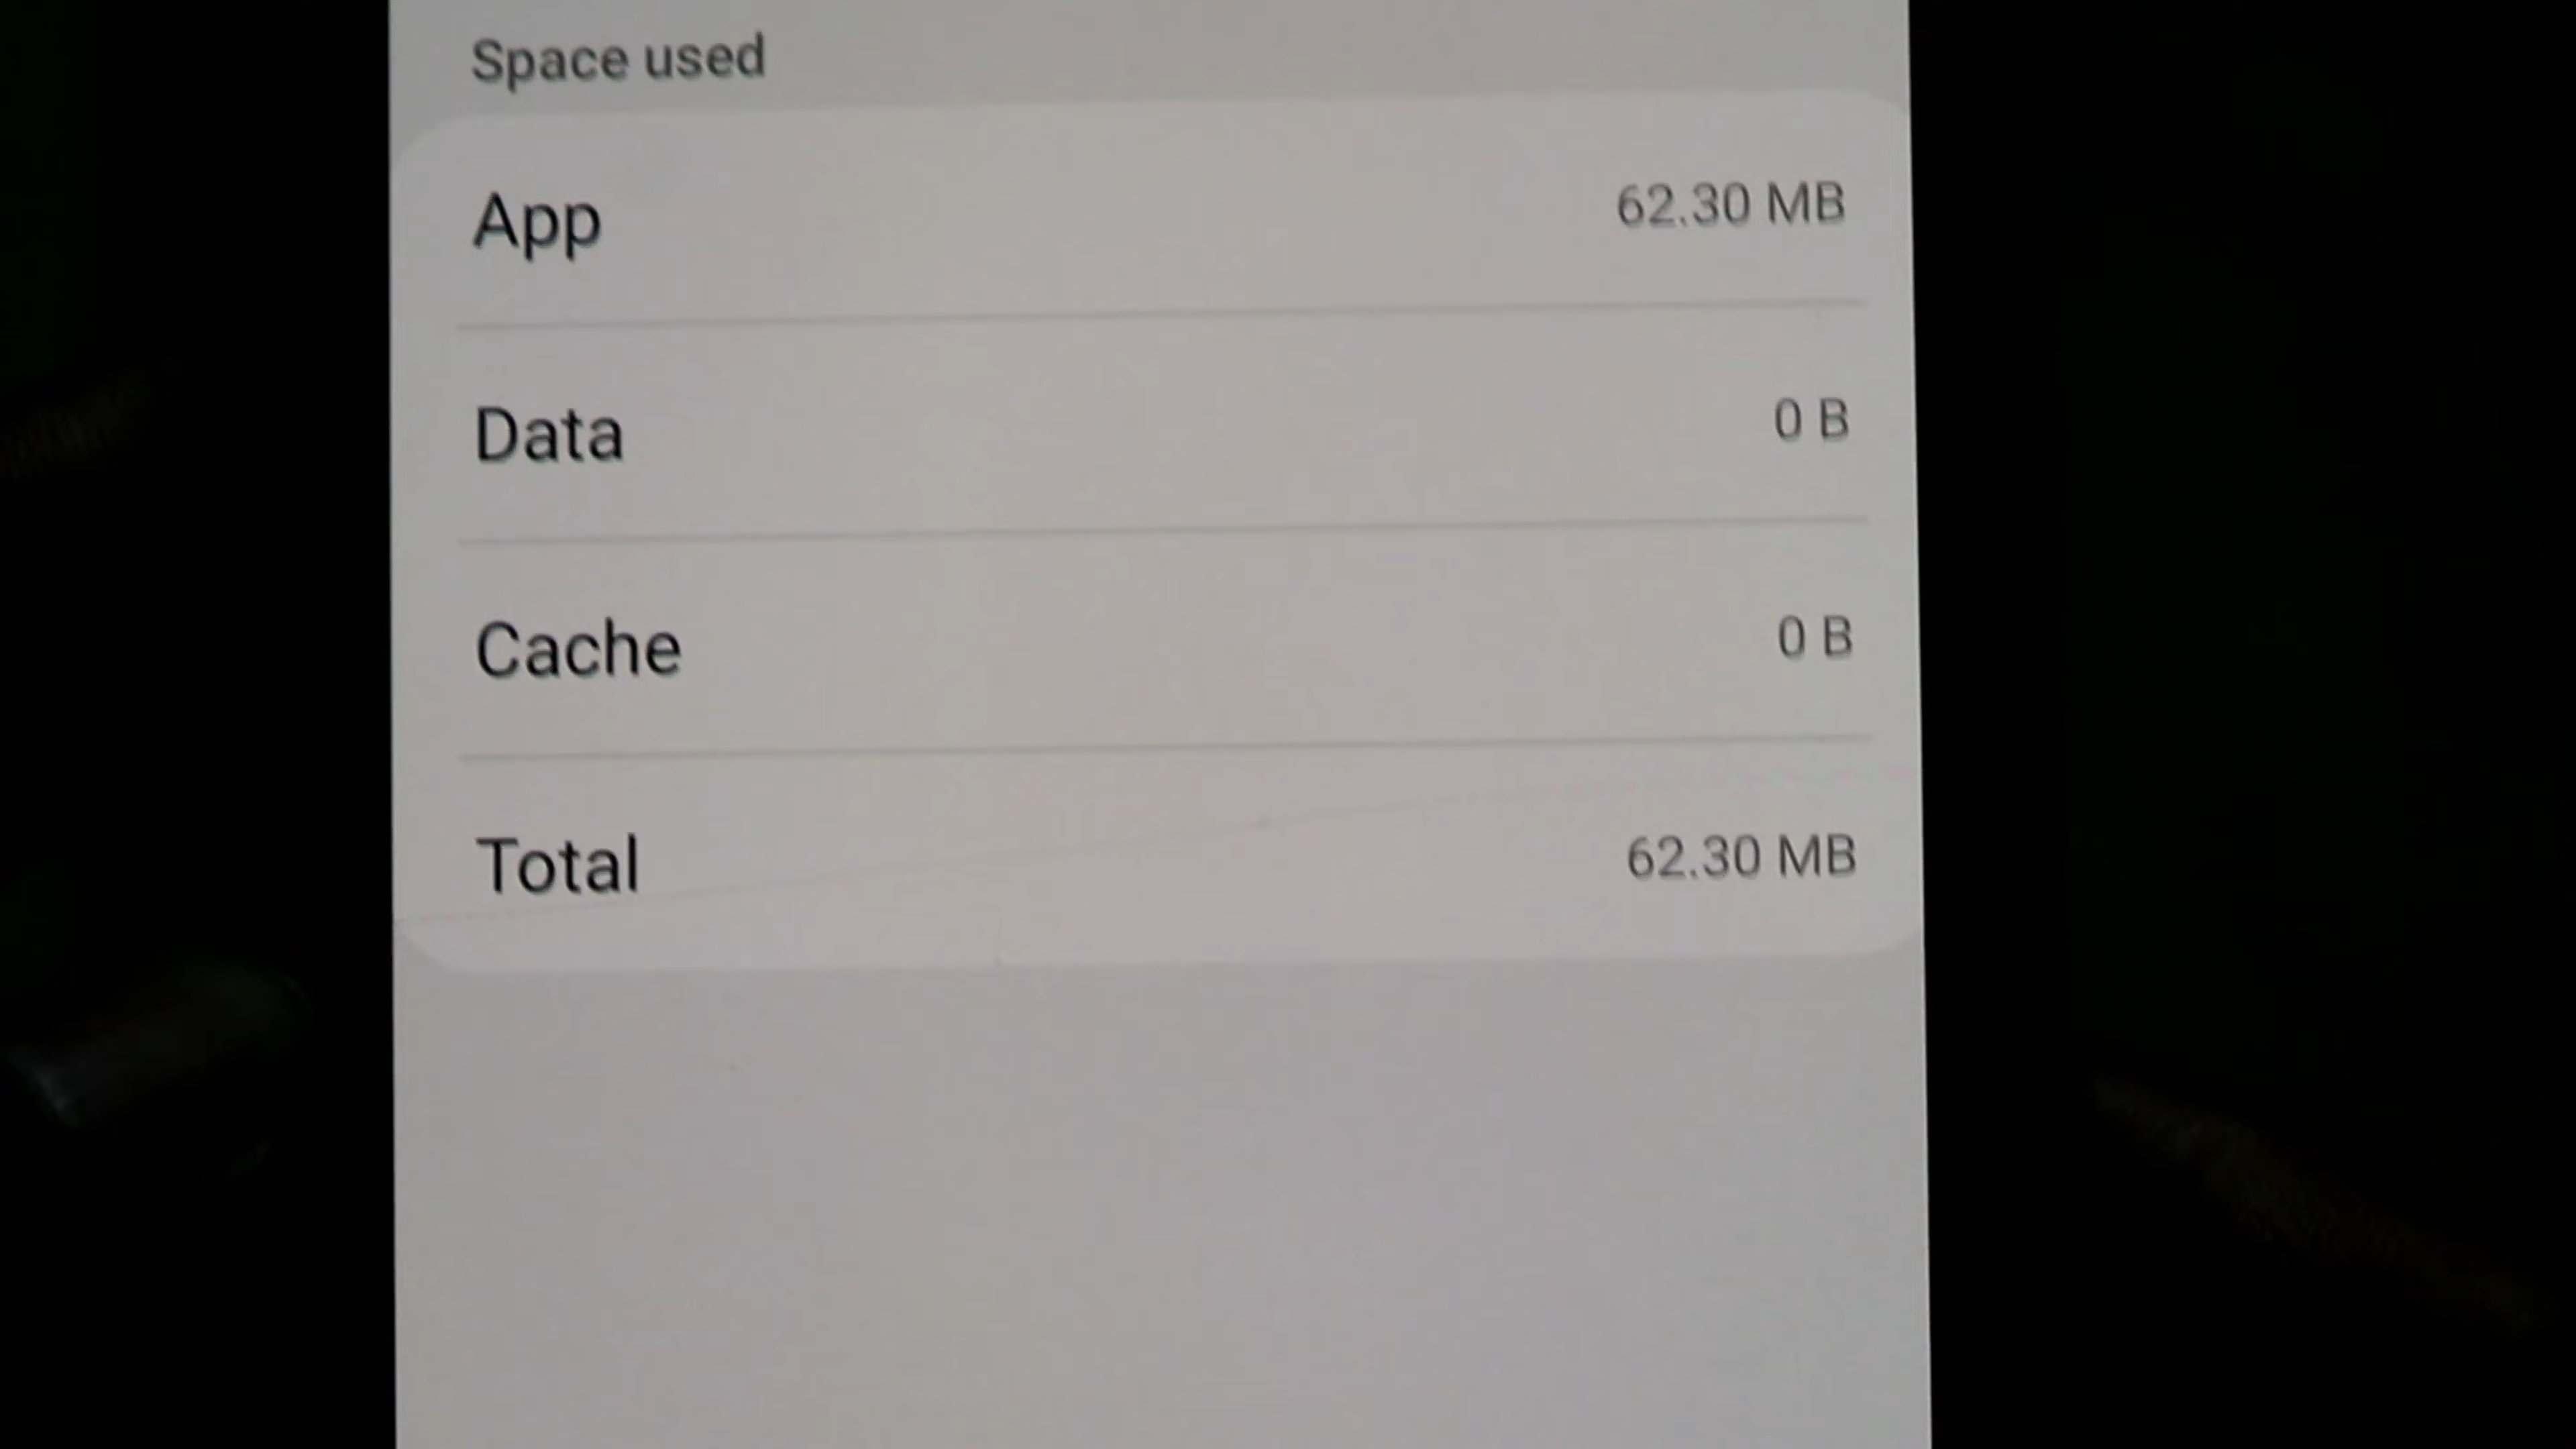 Space used
App 62.30 MB
Data 0 B
Cache 0 B
Total 62.30 MB